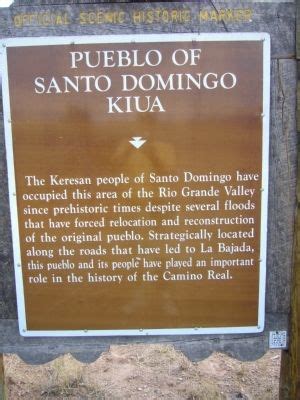 OFFICIAL SCENIC HISTORIC MARKER
PUEBLO OF
SANTO DOMINGO
KIUA
The Keresan people of Santo Domingo have
occupied this area of the Rio Grande Valley
since prehistoric times despite several floods
that have forced relocation and reconstruction
of the original pueblo. Strategically located
along the roads that have led to La Bajada,
this pueblo and its people have played an important
role in the history of the Camino Real.